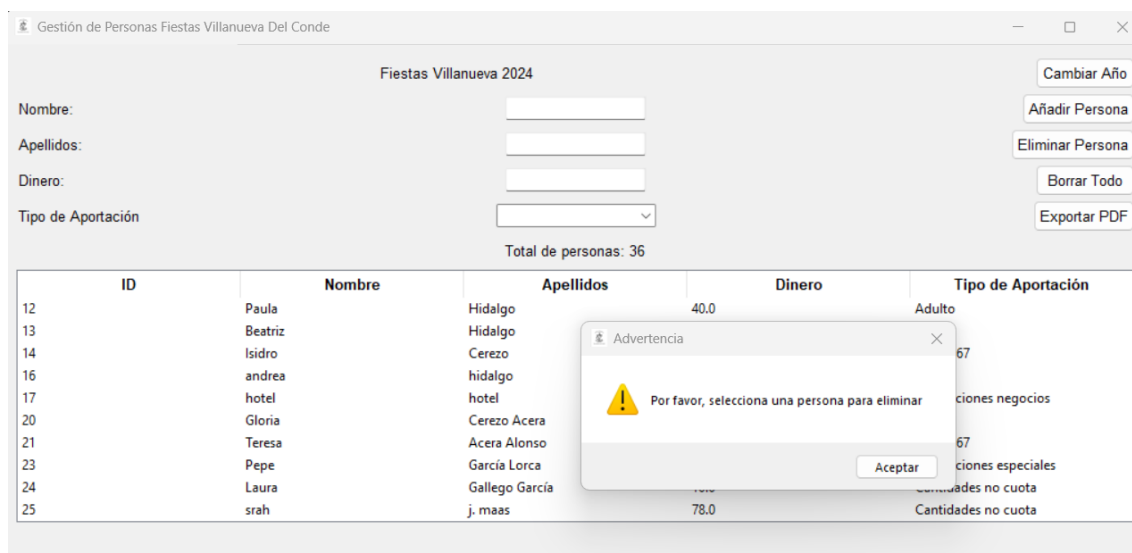 Gestión de Personas Fiestas Villanueva Del Conde
Fiestas Villanueva 2024 Cambiar Año
Nombre: Añadir Persona
Apellidos: Eliminar Persona
Dinero: Borrar Todo
Tipo de Aportación Exportar PDF
Total de personas: 36
ID Nombre Apellidos Dinero Tipo de Aportación
12 Paula Hidalgo 40.0 Adulto
13 Beatriz Hidalgo
14 Isidro Cerezo 67
16 andrea hidalgo
17 hotel hotel ciones negocios
20 Gloria Cerezo Acera
21 Teresa Acera Alonso 67
23 Pepe García Lorca ciones especiales
24 Laura Gallego García Cantidades no cuota
25 srah j. maas 78.0 Cantidades no cuota
Advertencia
Por favor, selecciona una persona para eliminar
Aceptar